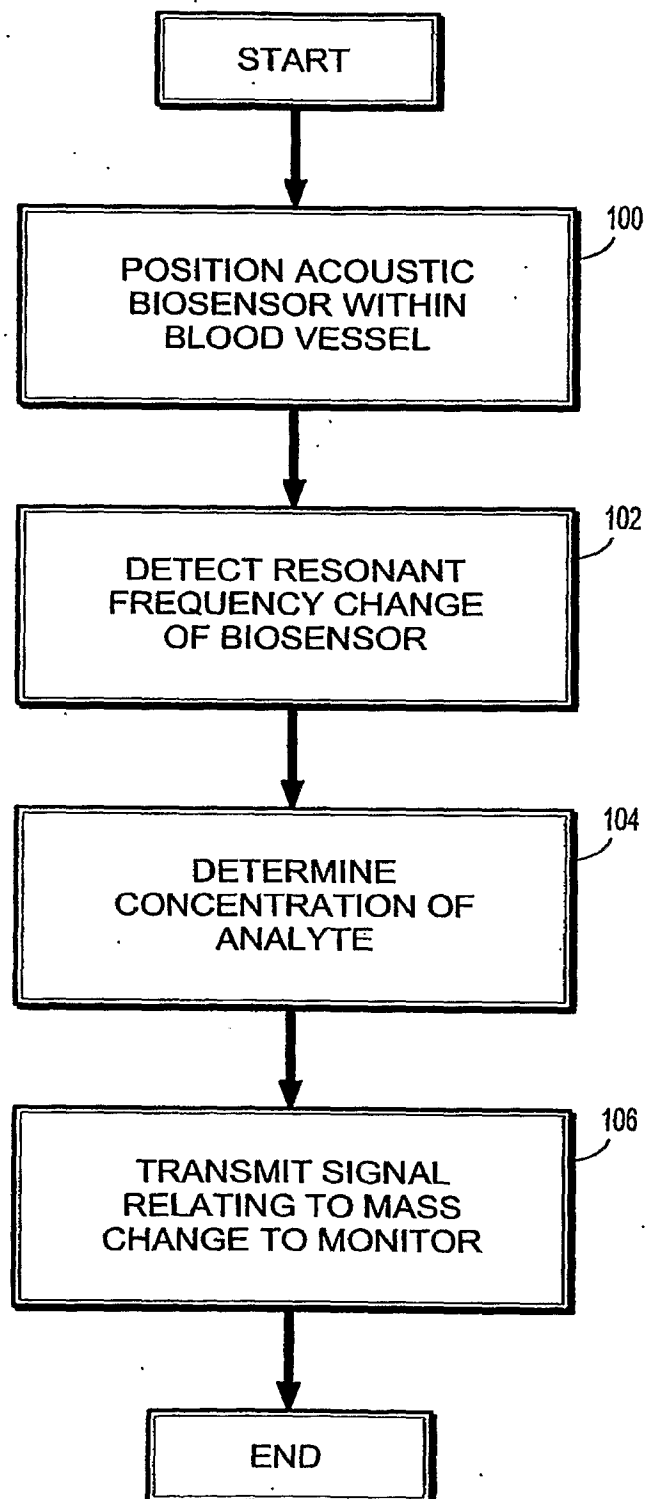 START
100
POSITION ACOUSTIC
BIOSENSOR WITHIN
BLOOD VESSEL
102
DETECT RESONANT
FREQUENCY CHANGE
OF BIOSENSOR
104
DETERMINE
CONCENTRATION OF
ANALYTE
106
TRANSMIT SIGNAL
RELATING TO MASS
CHANGE TO MONITOR
END